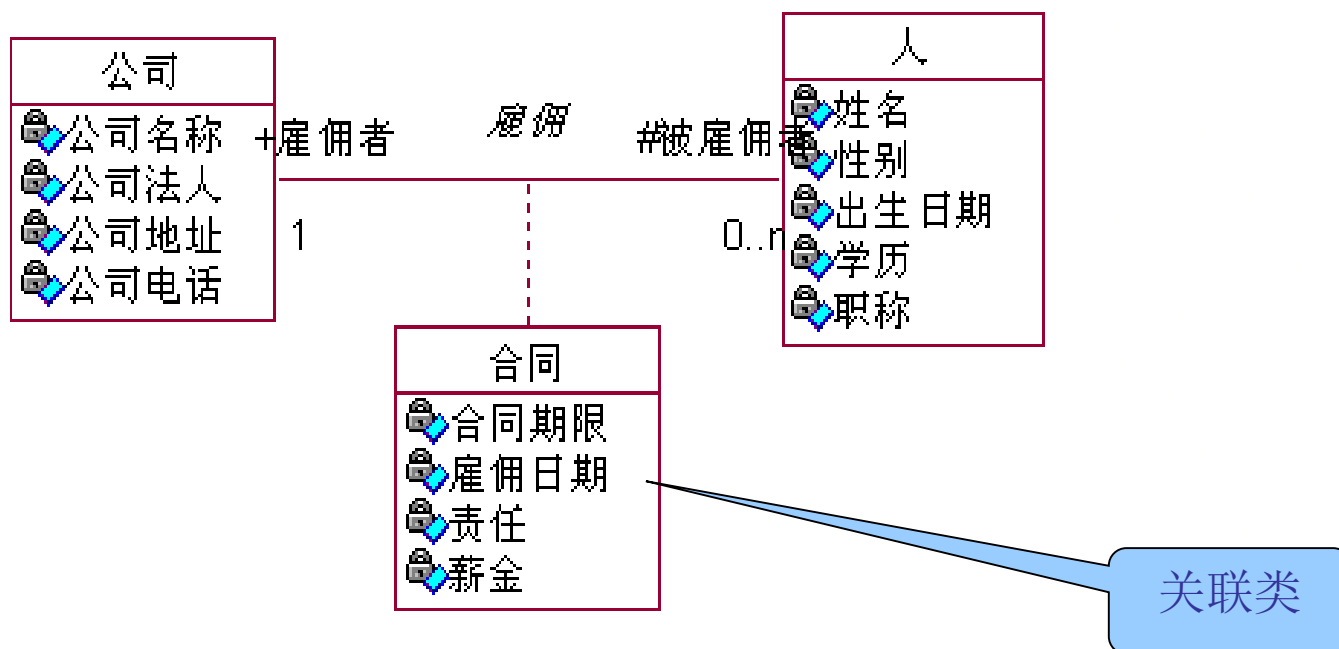 公司
公司名称
公司法人
公司地址
公司电话
+雇佣者
雇佣
#被雇佣者
1
0..n
人
姓名
性别
出生日期
学历
职称
合同
合同期限
雇佣日期
责任
薪金
关联类